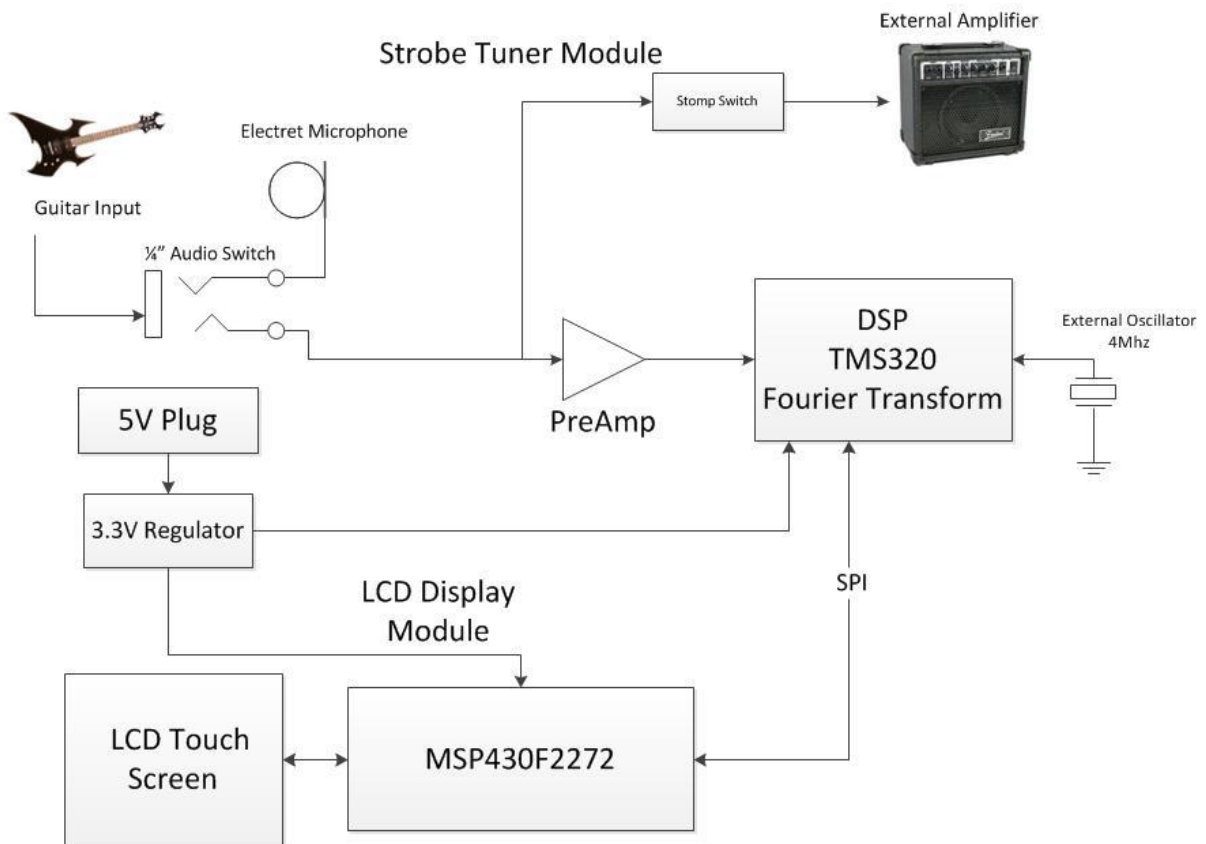 External Amplifier
Strobe Tuner Module
Stomp Switch
Electret Microphone
Guitar Input
¼” Audio Switch
DSP
TMS320
Fourier Transform
External Oscillator
4Mhz
PreAmp
5V Plug
3.3V Regulator
SPI
LCD Display
Module
LCD Touch
Screen
MSP430F2272